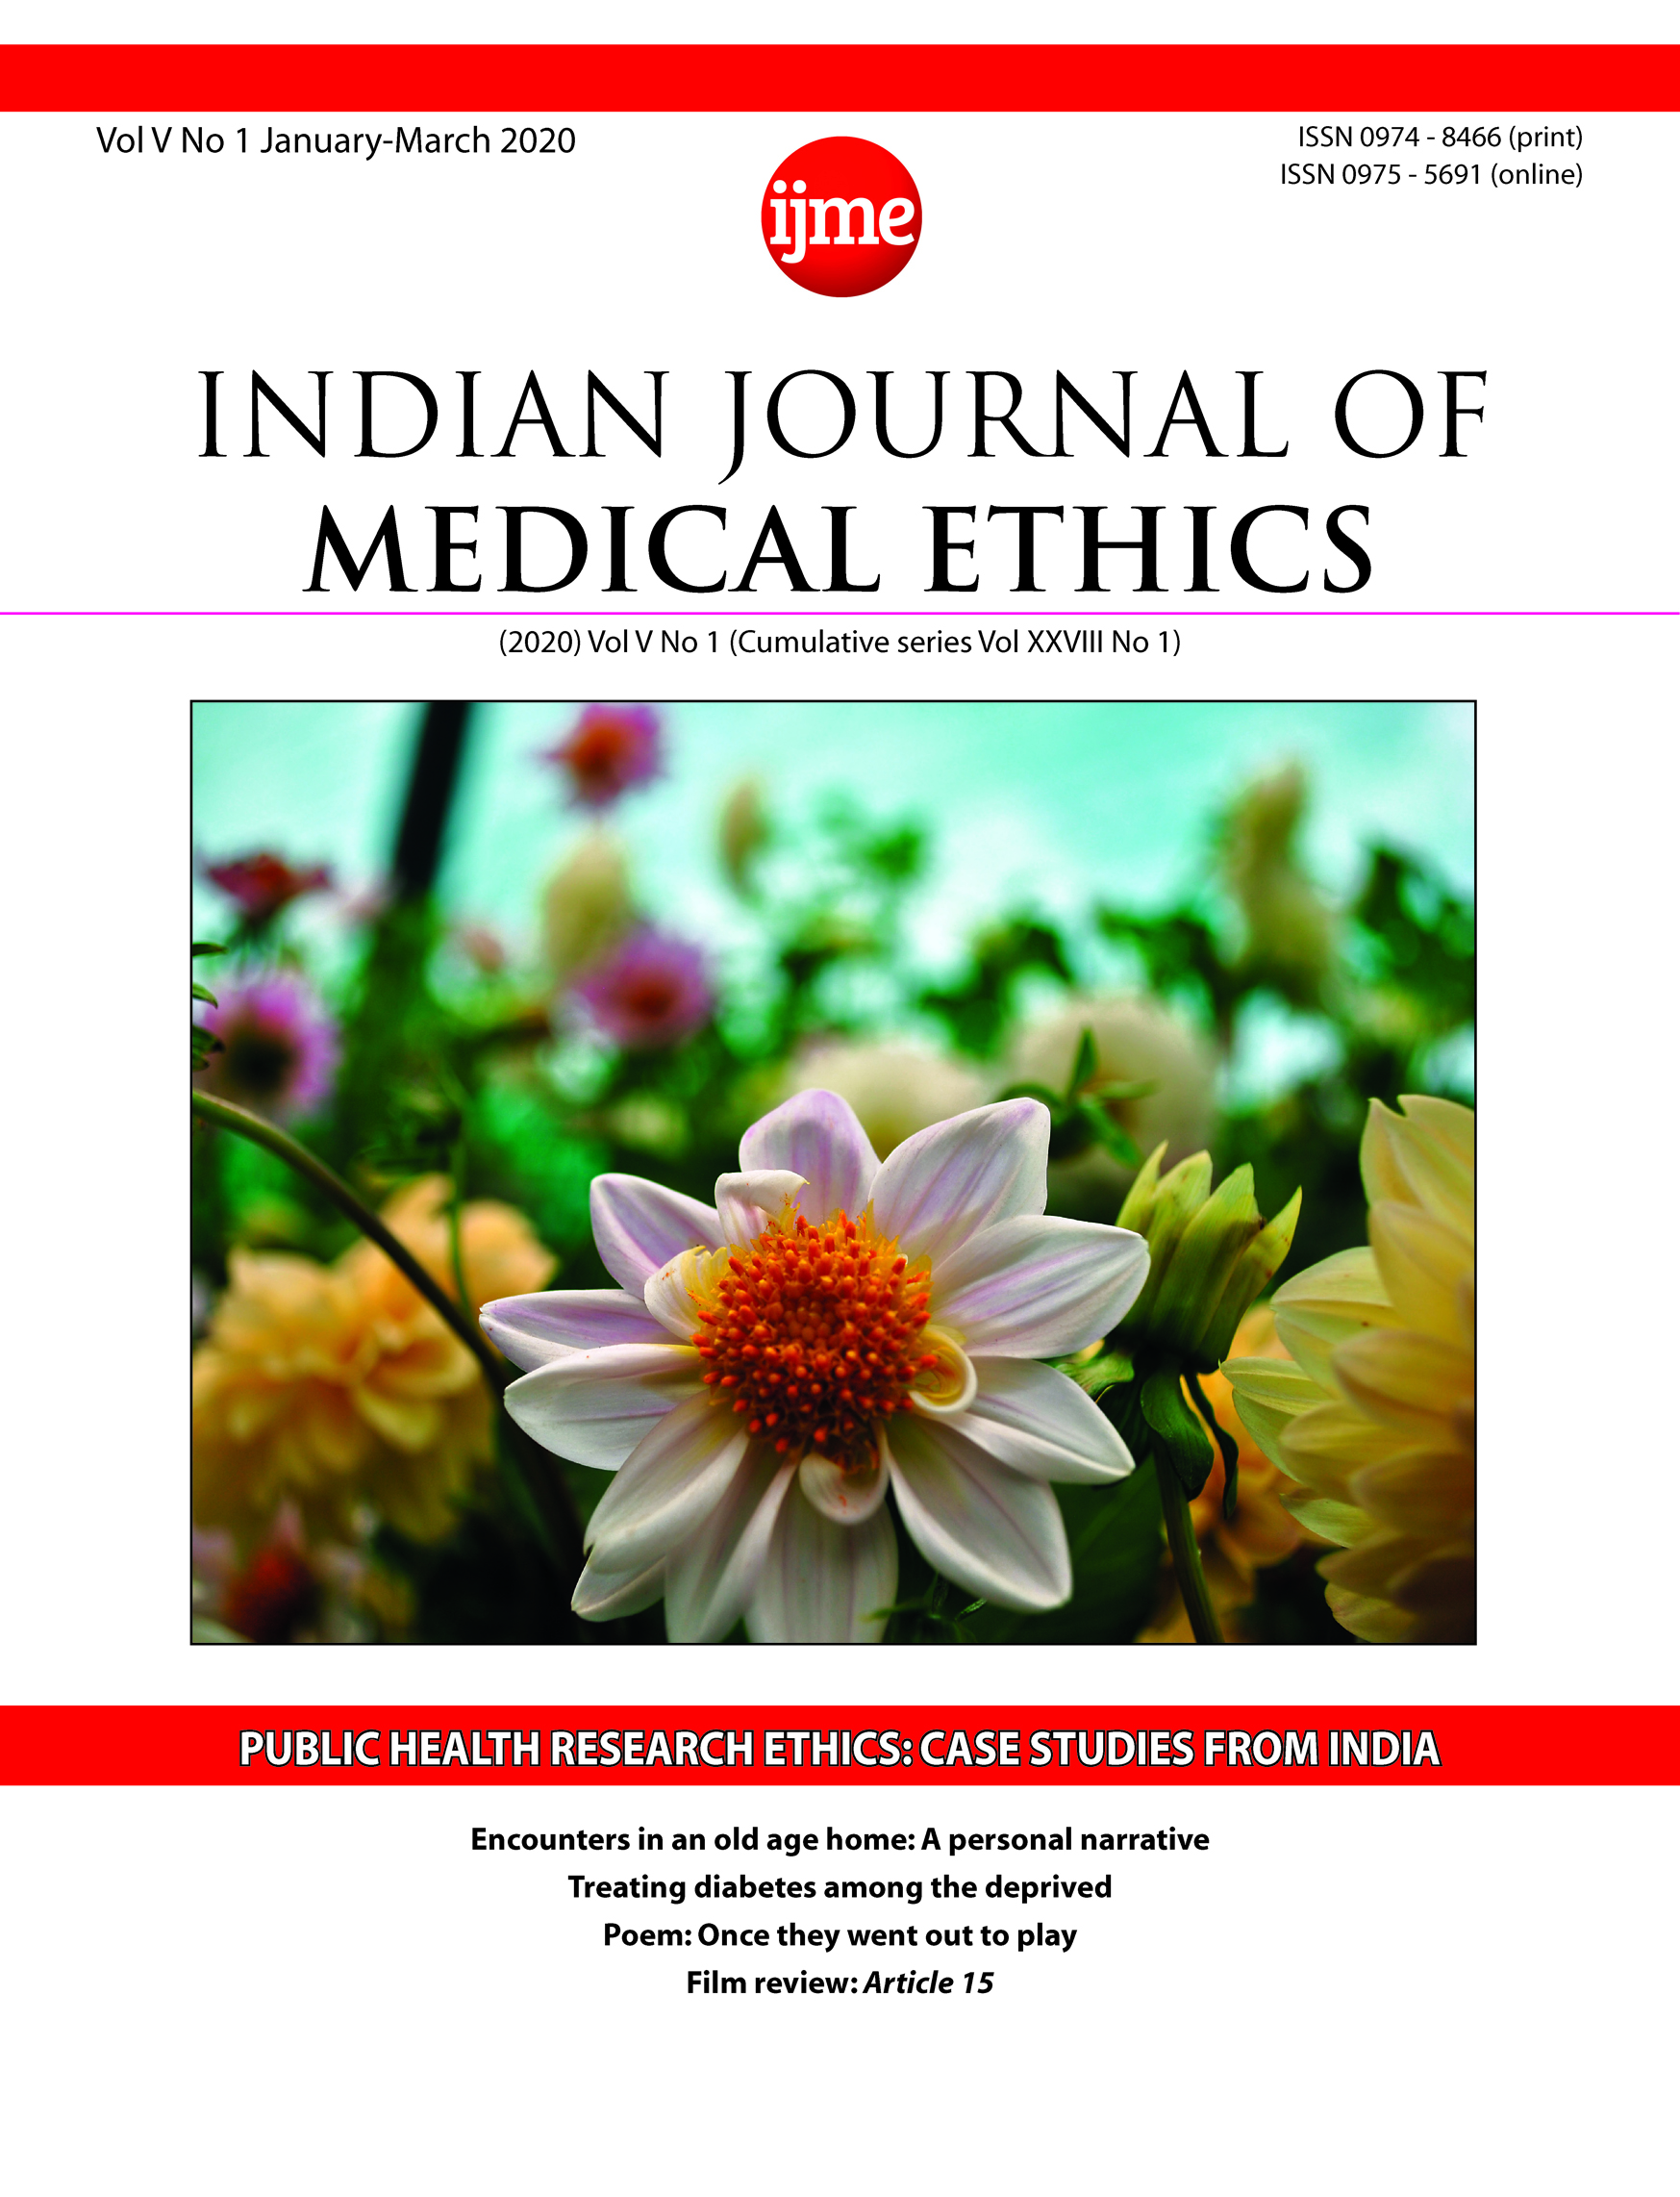 Vol V No 1 January-March 2020
ISSN 0974 - 8466 (print)
ISSN 0975 - 5691 (online)
ijme
INDIAN JOURNAL OF
MEDICAL ETHICS
(2020) Vol V No 1 (Cumulative series Vol XXVIII No 1)
PUBLIC HEALTH RESEARCH ETHICS: CASE STUDIES FROM INDIA
Encounters in an old age home: A personal narrative
Treating diabetes among the deprived
Poem: Once they went out to play
Film review: Article 15